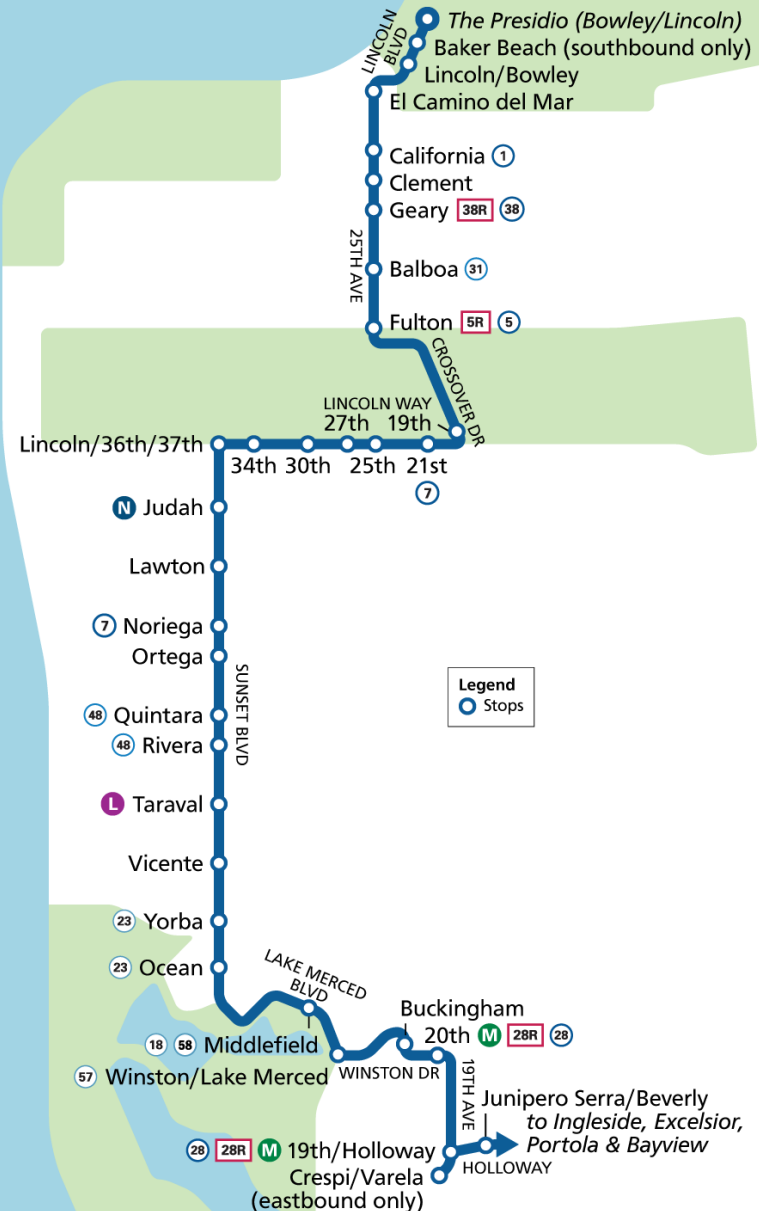 The Presidio (Bowley/Lincoln)
LINCOLN
BLVD
Baker Beach (southbound only)
Lincoln/Bowley
El Camino del Mar
California 1
Clement
Geary 38R 38
25TH AVE
Balboa 31
Fulton 5R 5
CROSSOVER DR
LINCOLN WAY
27th 19th
Lincoln/36th/37th
34th 30th 25th 21st
7
N Judah
Lawton
7 Noriega
Ortega
SUNSET BLVD
Legend
Stops
48 Quintara
48 Rivera
L Taraval
Vicente
23 Yorba
23 Ocean
LAKE MERCED
BLVD
Buckingham
20th M 28R 28
18 58 Middlefield
57 Winston/Lake Merced
WINSTON DR
19TH AVE
Junipero Serra/Beverly
to Ingleside, Excelsior,
Portola & Bayview
28 28R M 19th/Holloway
HOLLOWAY
Crespi/Varela
(eastbound only)